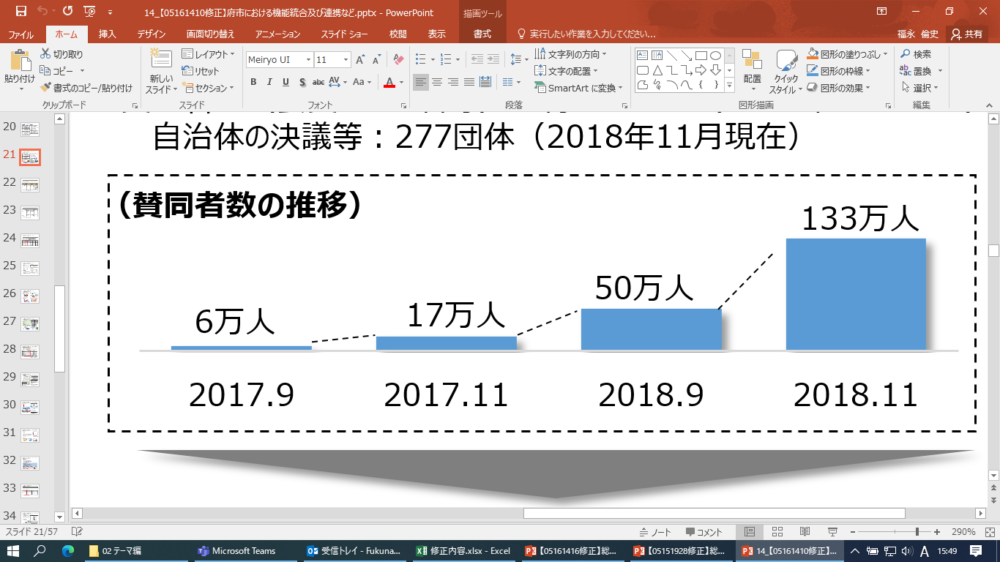 14_【05161410修正】府市における機能統合及び連携など.pptx - PowerPoint
描画ツール
ファイル ホーム 挿入 デザイン 画面切り替え アニメーション スライド ショー 校閲 表示 書式 実行したい作業を入力してください... 福永 倫史 共有
貼り付け
切り取り
コピー
書式のコピー/貼り付け
クリップボード
新しい
スライド
レイアウト
リセット
セクション
スライド
Meiryo UI 11
B I U S abc AV Aa A
フォント
文字列の方向
文字の配置
SmartArt に変換
段落
配置
クイック
スタイル
図形の塗りつぶし
図形の枠線
図形の効果
図形描画
検索
置換
選択
編集
20
21
22
23
24
25
26
27
28
29
30
31
32
33
34
自治体の決議等：277団体（2018年11月現在）
（賛同者数の推移）
6万人
17万人
50万人
133万人
2017.9 2017.11 2018.9 2018.11
スライド 21/57 ノート コメント 290%
02 テーマ編 Microsoft Teams 受信トレイ - Fukuna... 修正内容.xlsx - Excel 【05161416修正】総... 【05151928修正】総... 14_【05161410修正】... A 15:49